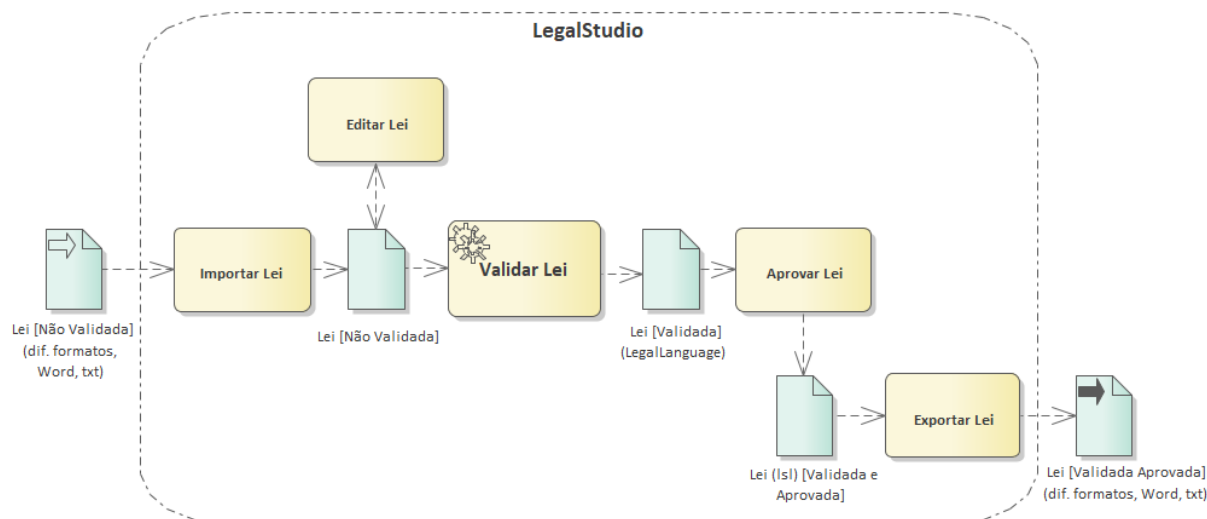 LegalStudio
Editar Lei
Importar Lei
Validar Lei
Aprovar Lei
Lei [Não Validada]
(dif. formatos,
Word, txt)
Lei [Não Validada]
Lei [Validada]
(LegalLanguage)
Exportar Lei
Lei (lsl) [Validada e
Aprovada]
Lei [Validada Aprovada]
(dif. formatos, Word, txt)